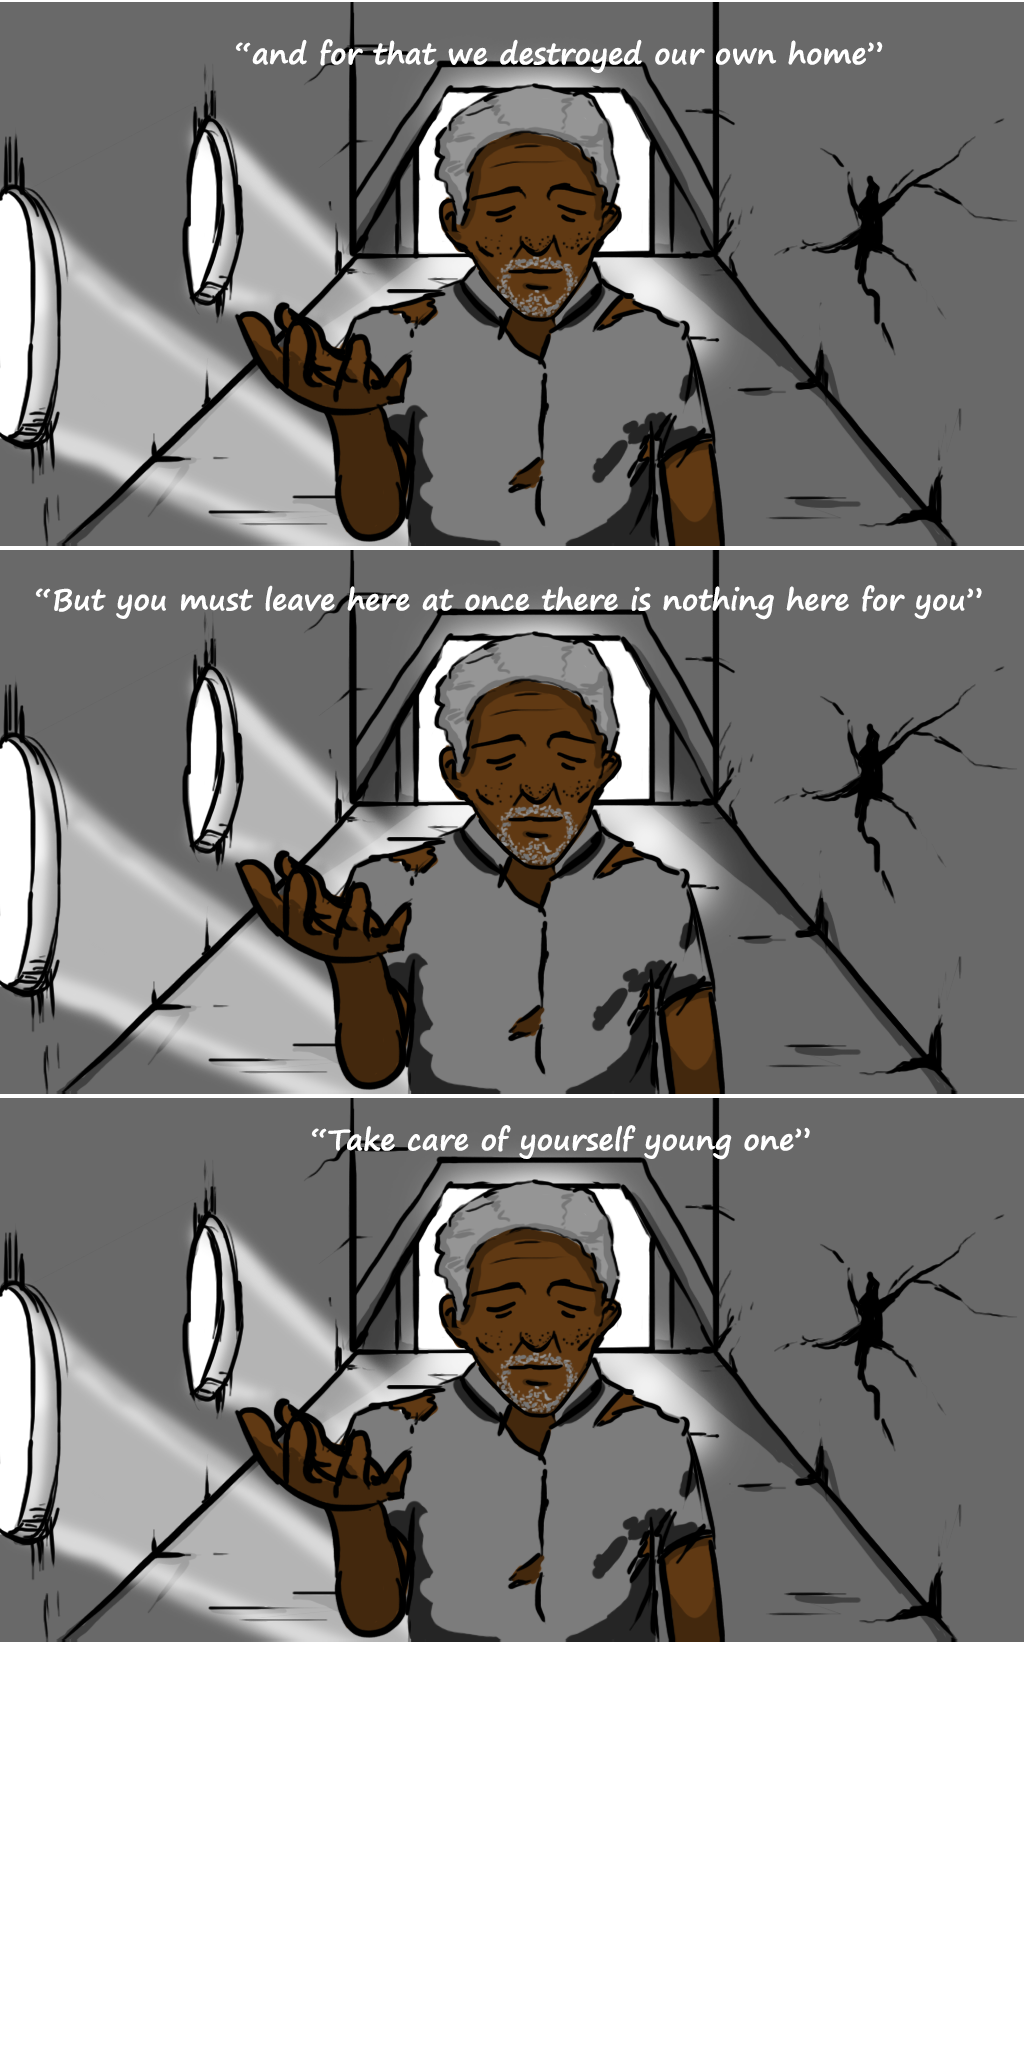 “and for that we destroyed our own home”
“But you must leave here at once there is nothing here for you”
“Take care of yourself young one”